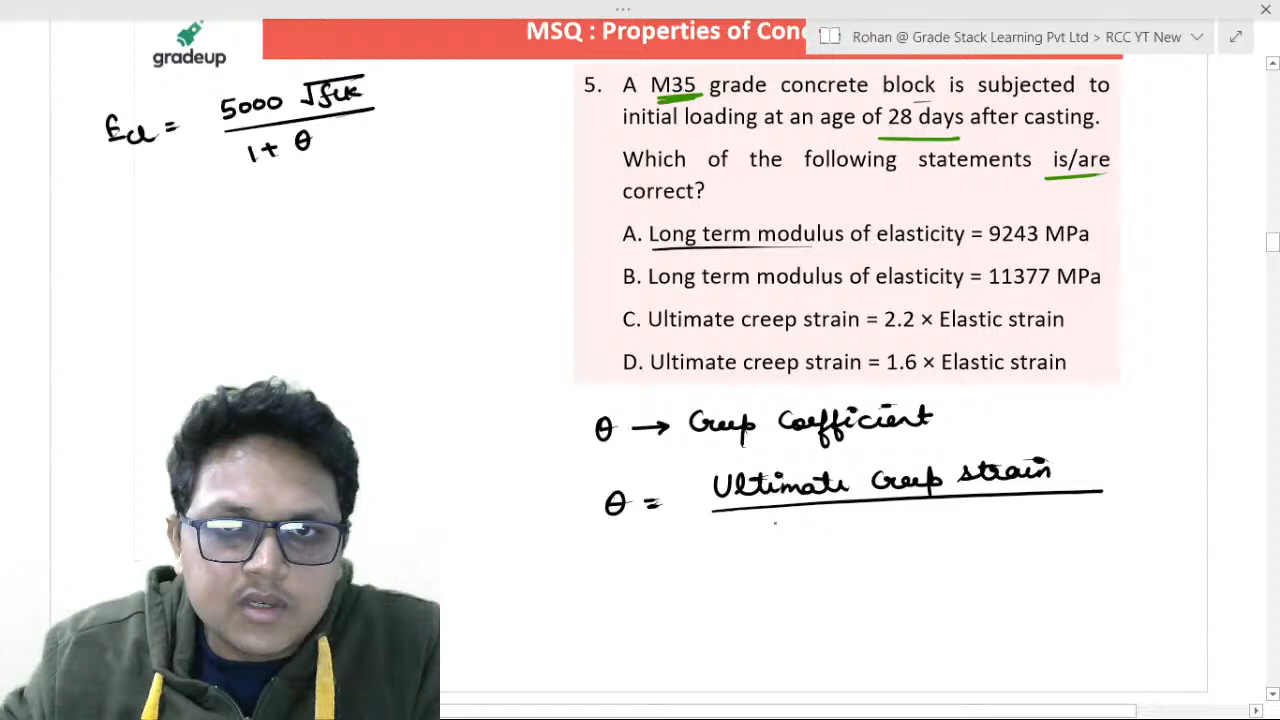 MSQ : Properties of Conc
Rohan @ Grade Stack Learning Pvt Ltd > RCC YT New
gradeup
5. A M35 grade concrete block is subjected to
initial loading at an age of 28 days after casting.
Which of the following statements is/are
correct?
A. Long term modulus of elasticity = 9243 MPa
B. Long term modulus of elasticity = 11377 MPa
C. Ultimate creep strain = 2.2 × Elastic strain
D. Ultimate creep strain = 1.6 × Elastic strain
Ecl = 5000 √fck
1+ θ
θ → Creep Coefficient
θ = Ultimate Creep strain